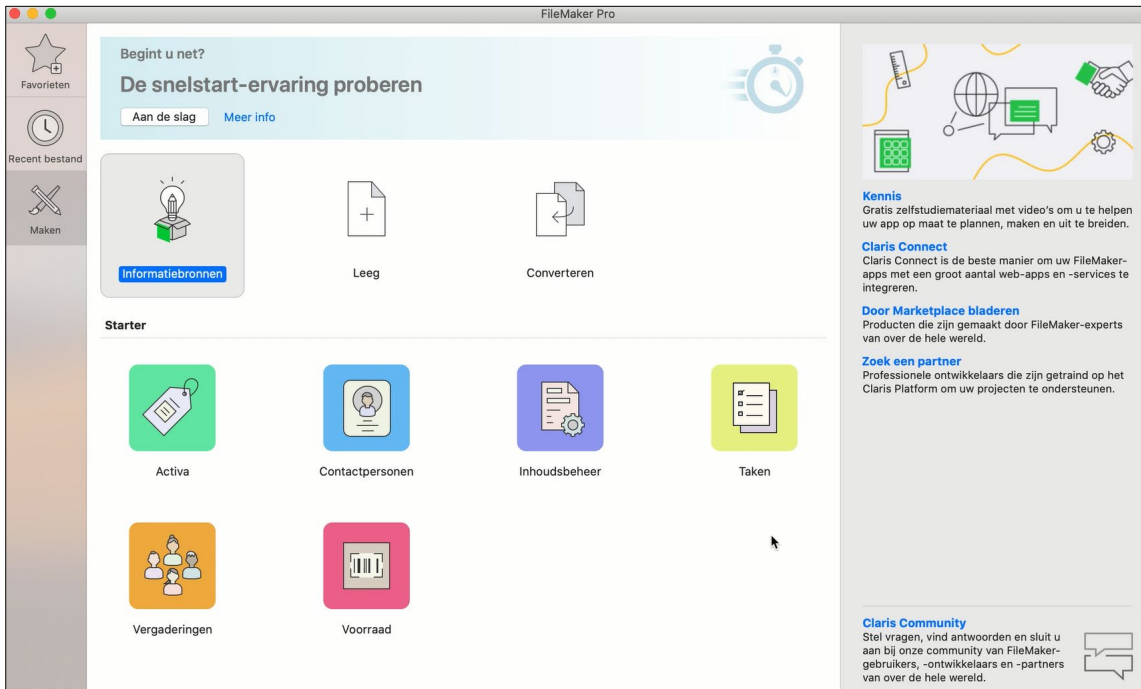 FileMaker Pro
Favorieten
Recent bestand
Maken
Begint u net?
De snelstart-ervaring proberen
Aan de slag
Meer info
Informatiebronnen
Leeg
Converteren
Starter
Activa
Contactpersonen
Inhoudsbeheer
Taken
Vergaderingen
Voorraad
Kennis
Gratis zelfstudiemateriaal met video's om u te helpen
uw app op maat te plannen, maken en uit te breiden.
Claris Connect
Claris Connect is de beste manier om uw FileMaker-
apps met een groot aantal web-apps en -services te
integreren.
Door Marketplace bladeren
Producten die zijn gemaakt door FileMaker-experts
van over de hele wereld.
Zoek een partner
Professionele ontwikkelaars die zijn getraind op het
Claris Platform om uw projecten te ondersteunen.
Claris Community
Stel vragen, vind antwoorden en sluit u
aan bij onze community van FileMaker-
gebruikers, -ontwikkelaars en -partners
van over de hele wereld.